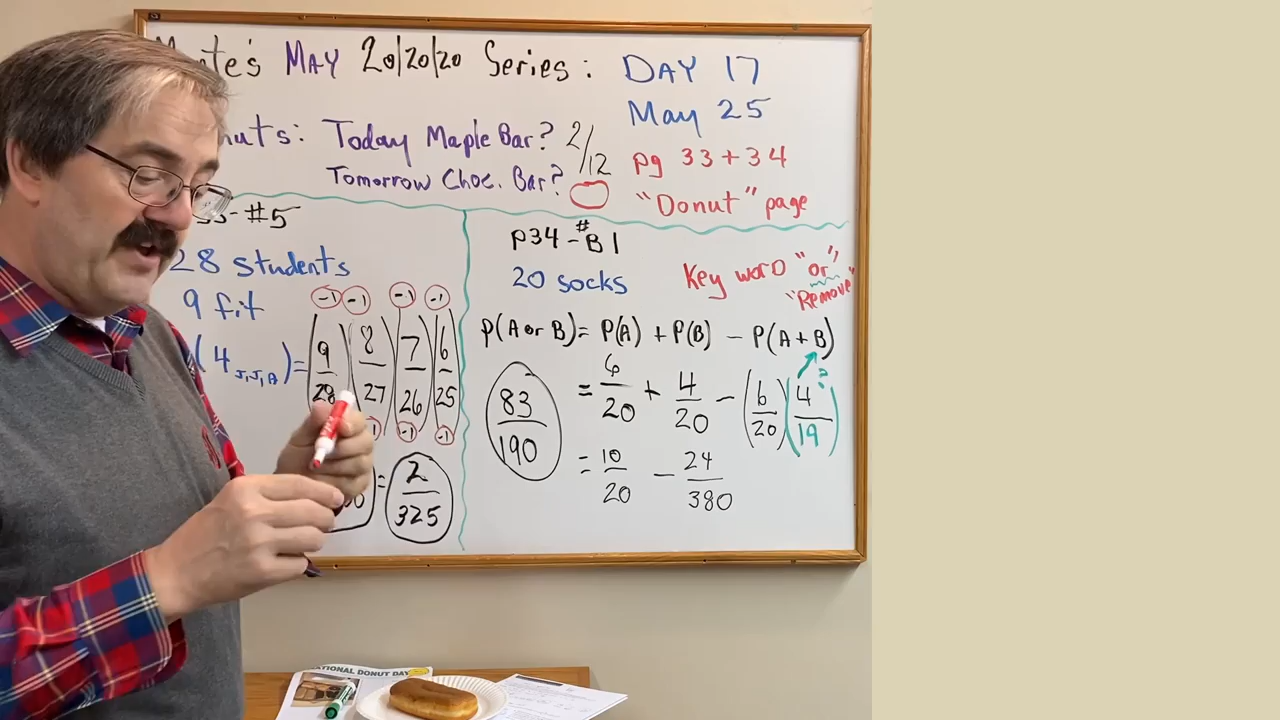 MAY 20/20/20 Series: DAY 17
May 25
Today Maple Bar? 2/12
Tomorrow Choc. Bar?
pg 33 + 34
"Donut" page
#5
28 students
9 fit
(4 J,J,A) = (9/28)(8/27)(7/26)(6/25)
-1 -1 -1 -1
-1 -1
= 2/325
p34 - #B1
20 socks
Key word "or"
"Remove"
P(A or B) = P(A) + P(B) - P(A + B)
= 6/20 + 4/20 - (6/20)(4/19) ?
83/190
= 10/20 - 24/380
NATIONAL DONUT DAY